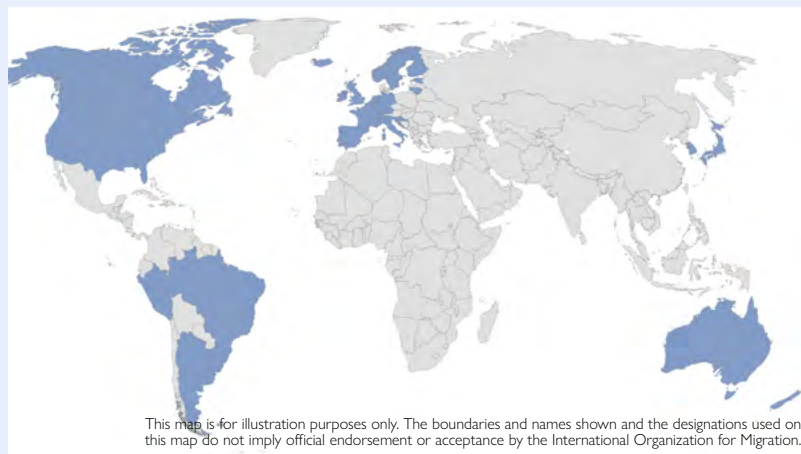 This map is for illustration purposes only. The boundaries and names shown and the designations used on
this map do not imply official endorsement or acceptance by the International Organization for Migration.